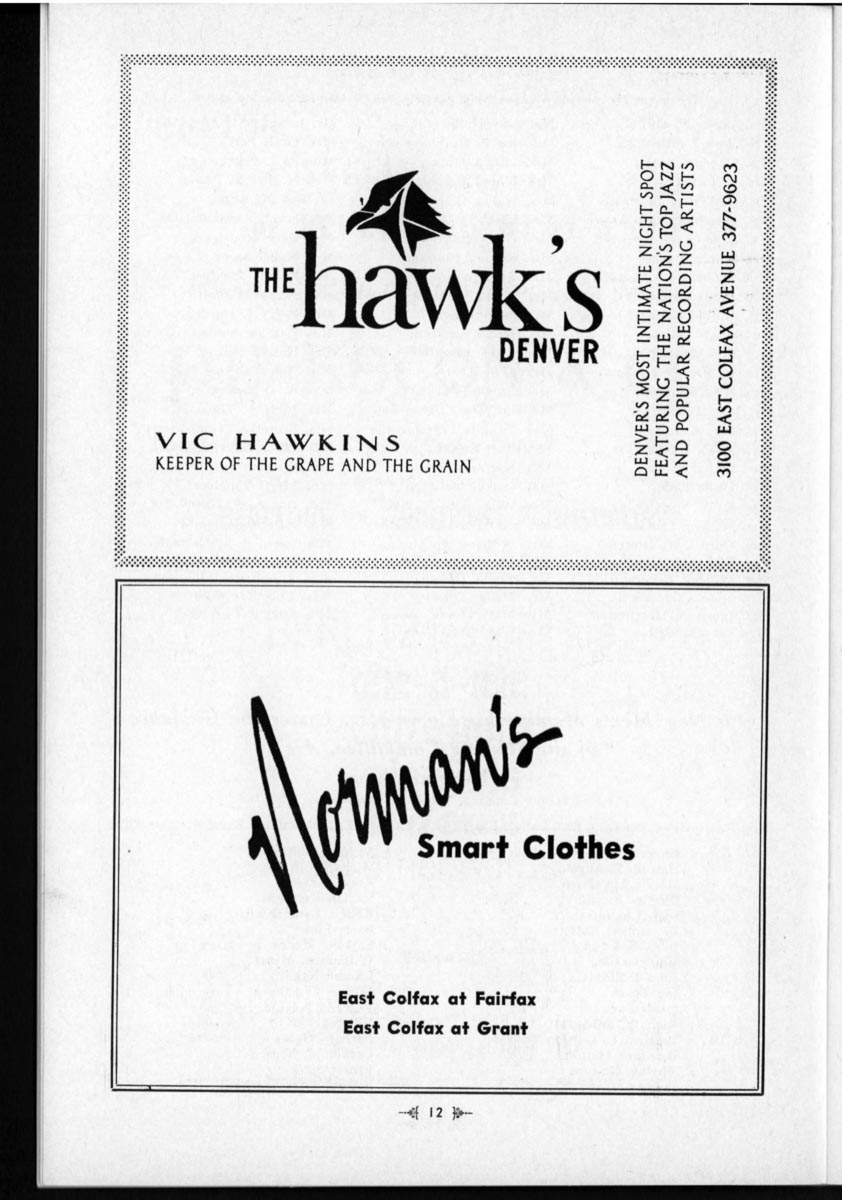 THE hawk's
DENVER
VIC HAWKINS
KEEPER OF THE GRAPE AND THE GRAIN
DENVER'S MOST INTIMATE NIGHT SPOT
FEATURING THE NATION'S TOP JAZZ
AND POPULAR RECORDING ARTISTS
3100 EAST COLFAX AVENUE 377-9623
Norman's
Smart Clothes
East Colfax at Fairfax
East Colfax at Grant
12